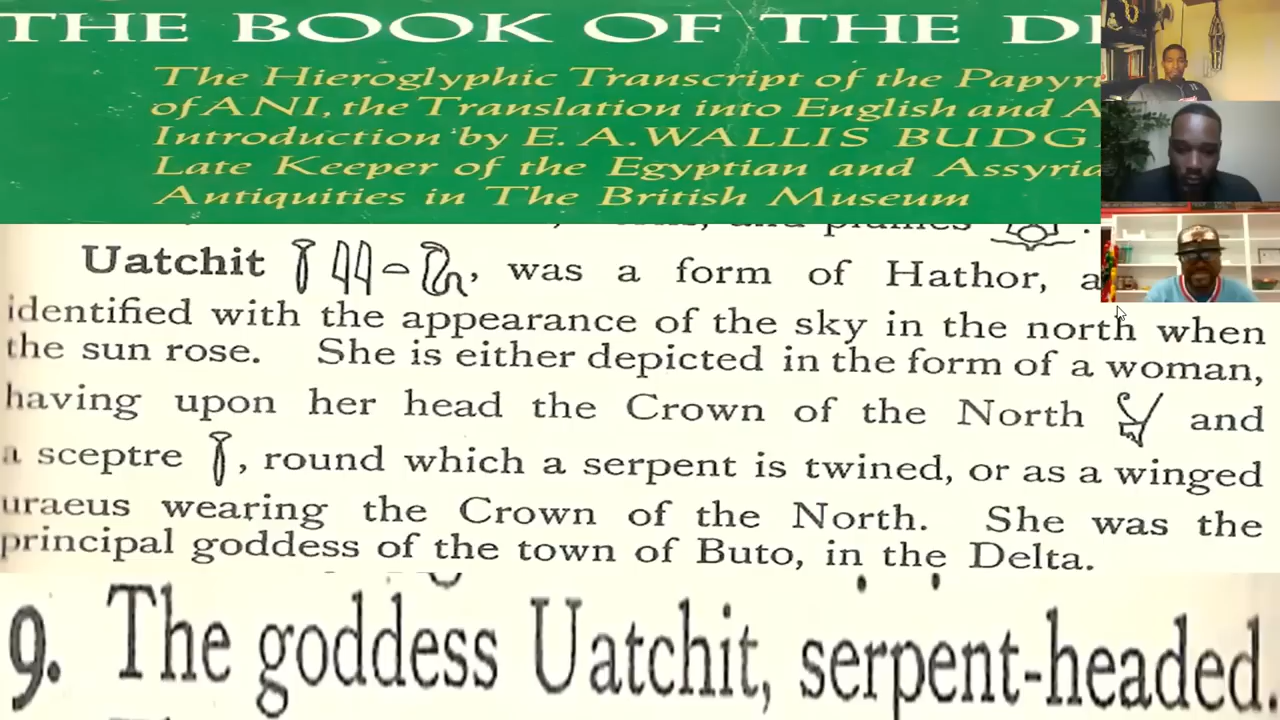 THE BOOK OF THE
The Hieroglyphic Transcript of the
of ANI, the Translation into English and
Introduction by E. A. WALLIS
Late Keeper of the Egyptian and
Antiquities in The British Museum
and plumes
Uatchit , was a form of Hathor,
identified with the appearance of the sky in the north when
the sun rose. She is either depicted in the form of a woman,
having upon her head the Crown of the North and
a sceptre , round which a serpent is twined, or as a winged
uraeus wearing the Crown of the North. She was the
principal goddess of the town of Buto, in the Delta.
9. The goddess Uatchit, serpent-headed.